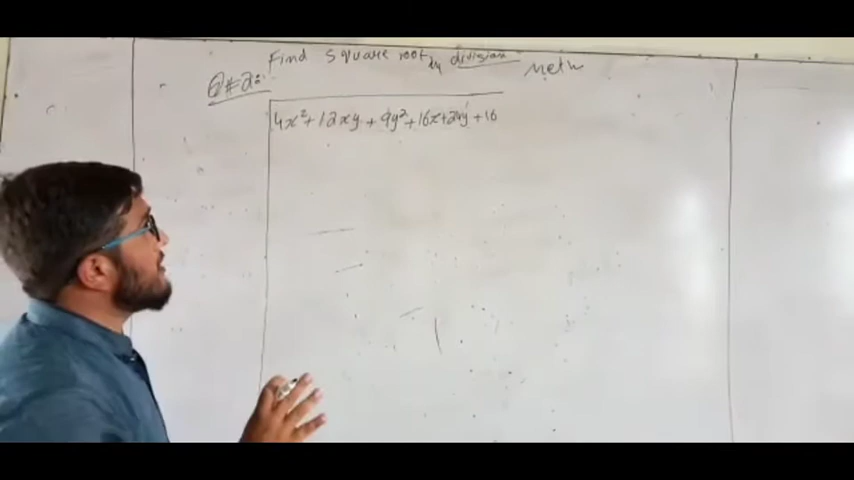 Find Square root by division
Meth
Q#2:
4x²+12xy+9y²+16x+24y+16